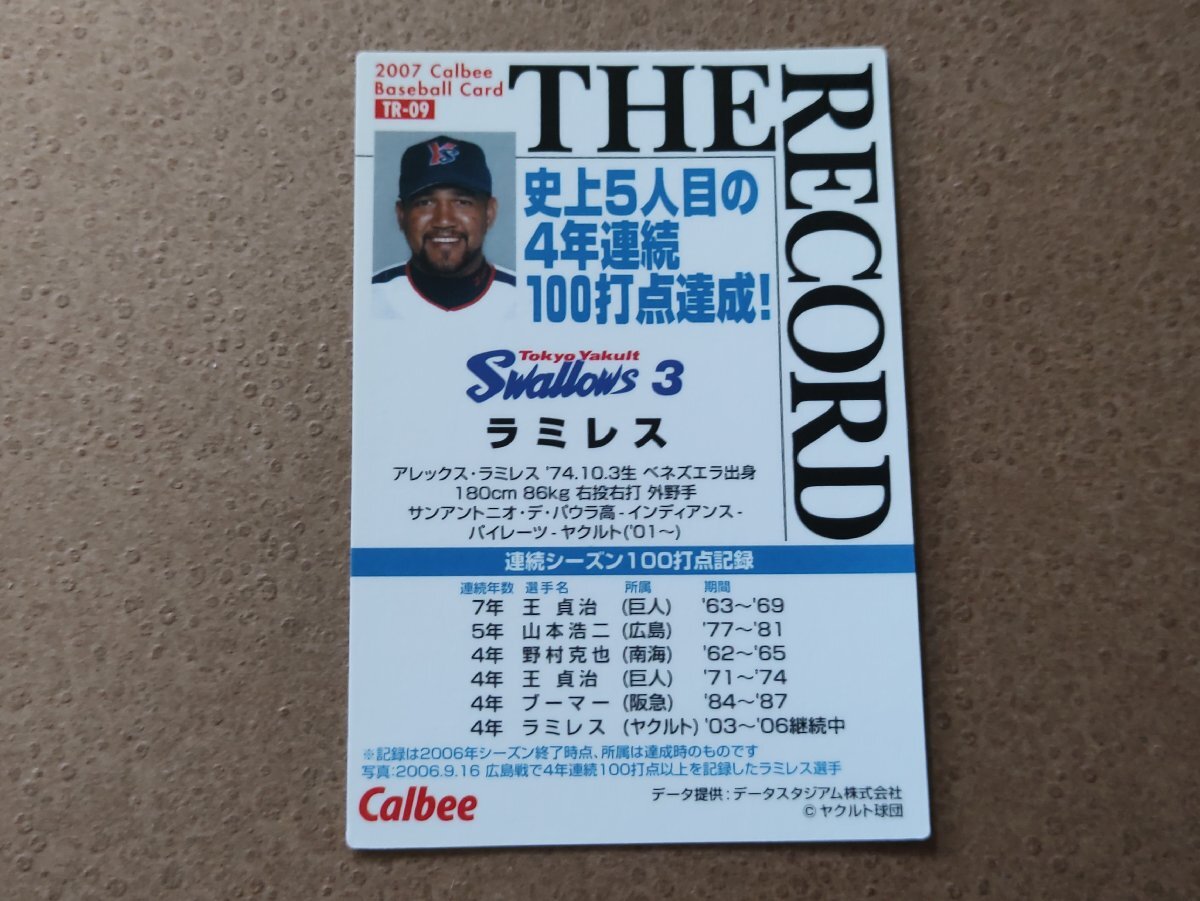 2007 Calbee
Baseball Card
TR-09
THE
RECORD
Ys
史上5人目の
4年連続
100打点達成!
Tokyo Yakult
Swallows 3
ラミレス
アレックス・ラミレス '74.10.3生 ベネズエラ出身
180cm 86kg 右投右打 外野手
サンアントニオ・デ・パウラ高-インディアンス-
パイレーツ-ヤクルト('01〜)
連続シーズン100打点記録
連続年数 選手名 所属 期間
7年 王 貞治 (巨人) '63〜'69
5年 山本浩二 (広島) '77〜'81
4年 野村克也 (南海) '62〜'65
4年 王 貞治 (巨人) '71〜'74
4年 ブーマー (阪急) '84〜'87
4年 ラミレス (ヤクルト) '03〜'06継続中
※記録は2006年シーズン終了時点、所属は達成時のものです
写真:2006.9.16 広島戦で4年連続100打点以上を記録したラミレス選手
Calbee
データ提供:データスタジアム株式会社
© ヤクルト球団